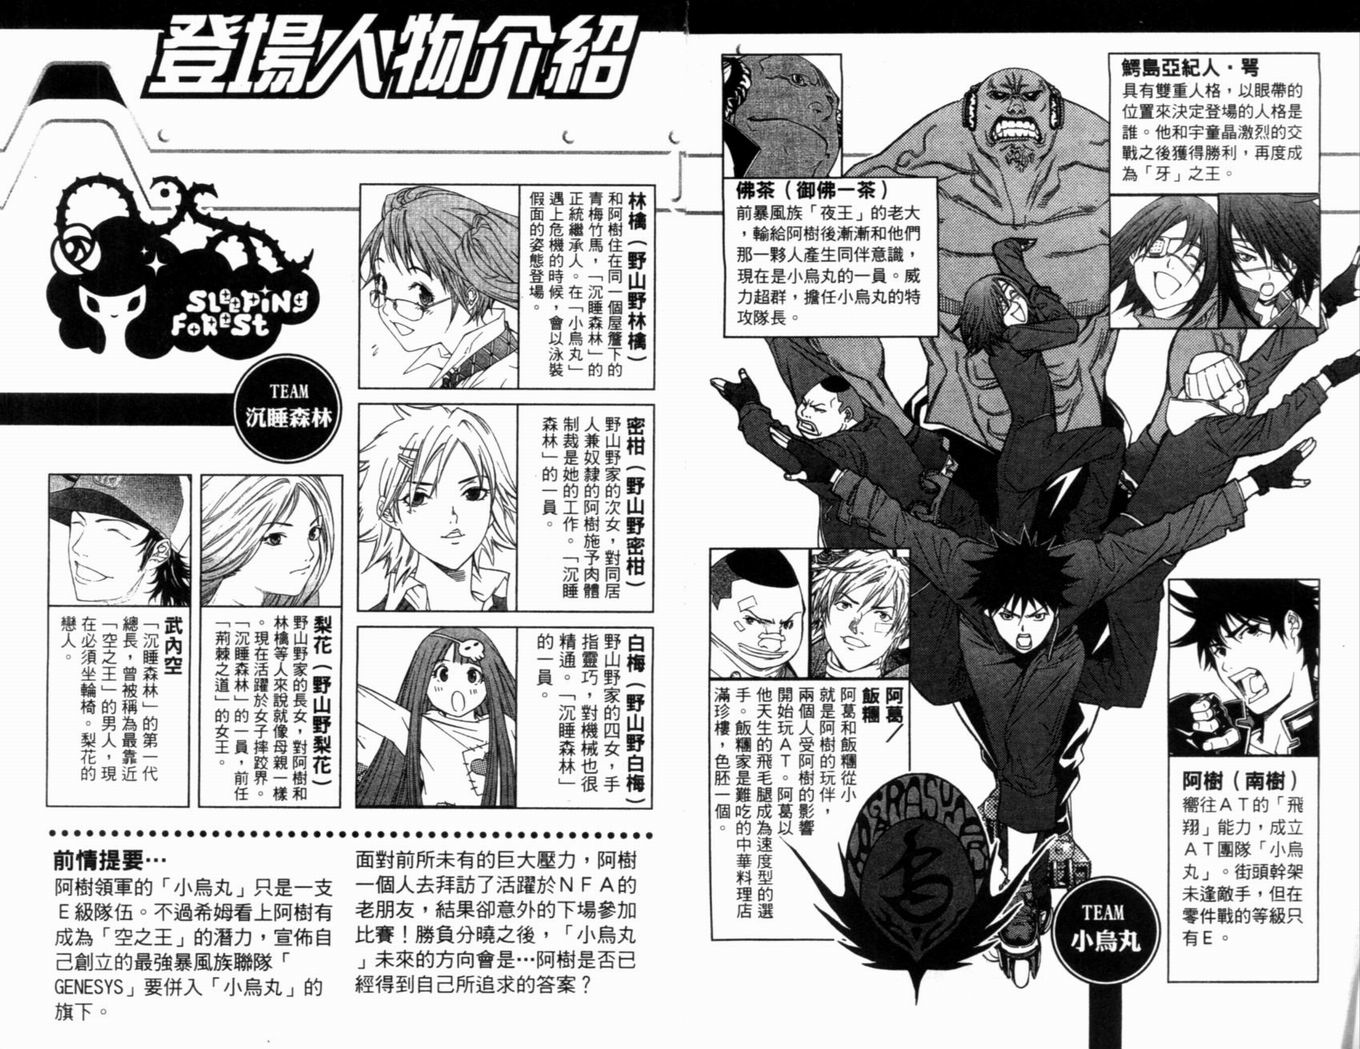 登場人物介紹
鰐島亞紀人・咢
具有雙重人格，以眼帶的
位置來決定登場的人格是
誰。他和宇童晶激烈的交
戰之後獲得勝利，再度成
為「牙」之王。
佛茶（御佛一茶）
前暴風族「夜王」的老大
，輸給阿樹後漸漸和他們
那一夥人產生同伴意識，
現在是小烏丸的一員。威
力超群，擔任小烏丸的特
攻隊長。
阿樹（南樹）
嚮往AT的「飛
翔」能力，成立
AT團隊「小烏
丸」。街頭幹架
未逢敵手，但在
零件戰的等級只
有E。
阿葛／
飯糰
阿葛和飯糰從小
就是阿樹的玩伴，
兩個人受阿樹的影響
開始玩AT。阿葛以
他天生的飛毛腿成為速度型的選
手。飯糰家是難吃的中華料理店
滿珍樓，色胚一個。
KOGARASUMARU
烏
TEAM
小烏丸
SLeePiNg
FoReSt
TEAM
沉睡森林
林檎（野山野林檎）
和阿樹住在同一個屋簷下的
青梅竹馬，「沉睡森林」的
正統繼承人。在「小烏丸」
遇上危機的時候，會以泳裝
假面的姿態登場。
密柑（野山野密柑）
野山野家的次女，對同居
人兼奴隸的阿樹施予肉體
制裁是她的工作。「沉睡
森林」的一員。
白梅（野山野白梅）
野山野家的四女，手
指靈巧，對機械也很
精通。「沉睡森林」
的一員。
梨花（野山野梨花）
野山野家的長女，對阿樹和
林檎等人來說就像母親一樣
。現在活躍於女子摔跤界。
「沉睡森林」的一員，前任
「荊棘之道」的女王。
武內空
「沉睡森林」的第一代
總長，曾被稱為最靠近
「空之王」的男人，現
在必須坐輪椅。梨花的
戀人。
前情提要…
阿樹領軍的「小烏丸」只是一支
E級隊伍。不過希姆看上阿樹有
成為「空之王」的潛力，宣佈自
己創立的最強暴風族聯隊「
GENESYS」要併入「小烏丸」的
旗下。
面對前所未有的巨大壓力，阿樹
一個人去拜訪了活躍於NFA的
老朋友，結果卻意外的下場參加
比賽！勝負分曉之後，「小烏丸
」未來的方向會是…阿樹是否已
經得到自己所追求的答案？